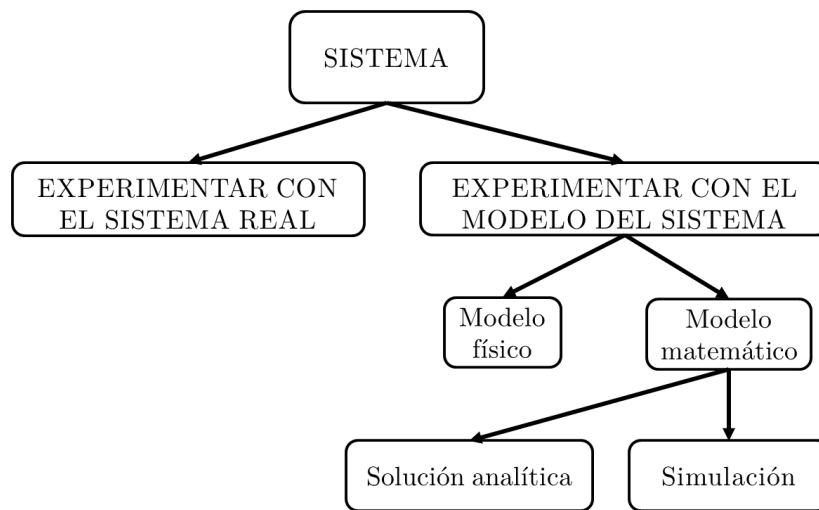 SISTEMA
EXPERIMENTAR CON
EL SISTEMA REAL
EXPERIMENTAR CON EL
MODELO DEL SISTEMA
Modelo
físico
Modelo
matemático
Solución analítica
Simulación